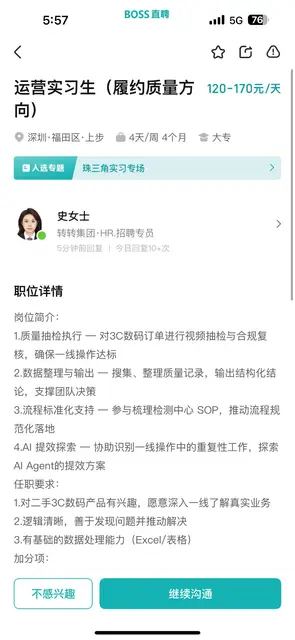 5:57
BOSS 直聘
5G
76
运营实习生（履约质量方
向）
120-170元/天
深圳·福田区·上步
4天/周 4个月
大专
人选专题
珠三角实习专场
史女士
转转集团·HR.招聘专员
5分钟前回复 | 今日回复10+次
职位详情
岗位简介：
1.质量抽检执行 — 对3C数码订单进行视频抽检与合规复
核，确保一线操作达标
2.数据整理与输出 — 搜集、整理质量记录，输出结构化结
论，支撑团队决策
3.流程标准化支持 — 参与梳理检测中心 SOP，推动流程规
范化落地
4.AI 提效探索 — 协助识别一线操作中的重复性工作，探索
AI Agent的提效方案
任职要求：
1.对二手3C数码产品有兴趣，愿意深入一线了解真实业务
2.逻辑清晰，善于发现问题并推动解决
3.有基础的数据处理能力（Excel/表格）
加分项：
不感兴趣
继续沟通